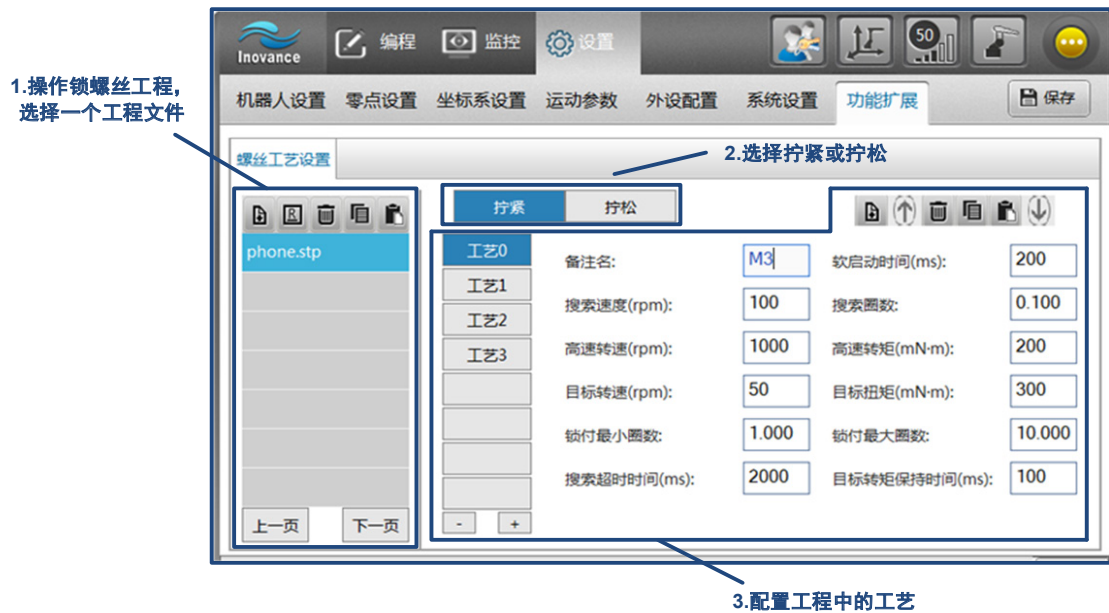 Inovance
编程
监控
设置
50
1.操作锁螺丝工程，
选择一个工程文件
机器人设置 零点设置 坐标系设置 运动参数 外设配置 系统设置 功能扩展 保存
螺丝工艺设置
2.选择拧紧或拧松
R
拧紧 拧松
phone.stp
工艺0
工艺1
工艺2
工艺3
备注名: M3 软启动时间(ms): 200
搜索速度(rpm): 100 搜索圈数: 0.100
高速转速(rpm): 1000 高速转矩(mN·m): 200
目标转速(rpm): 50 目标扭矩(mN·m): 300
锁付最小圈数: 1.000 锁付最大圈数: 10.000
搜索超时时间(ms): 2000 目标转矩保持时间(ms): 100
上一页 下一页 - +
3.配置工程中的工艺